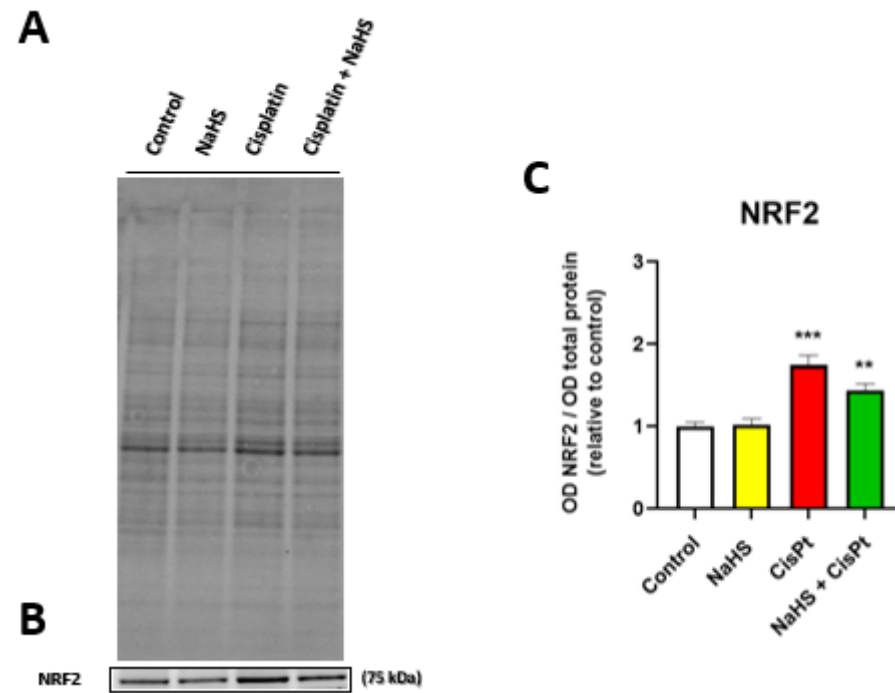 A
Control
NaHS
Cisplatin
Cisplatin + NaHS
B
NRF2
(75 kDa)
C
NRF2
OD NRF2 / OD total protein
(relative to control)
3
2
1
0
***
**
Control
NaHS
CisPt
NaHS + CisPt